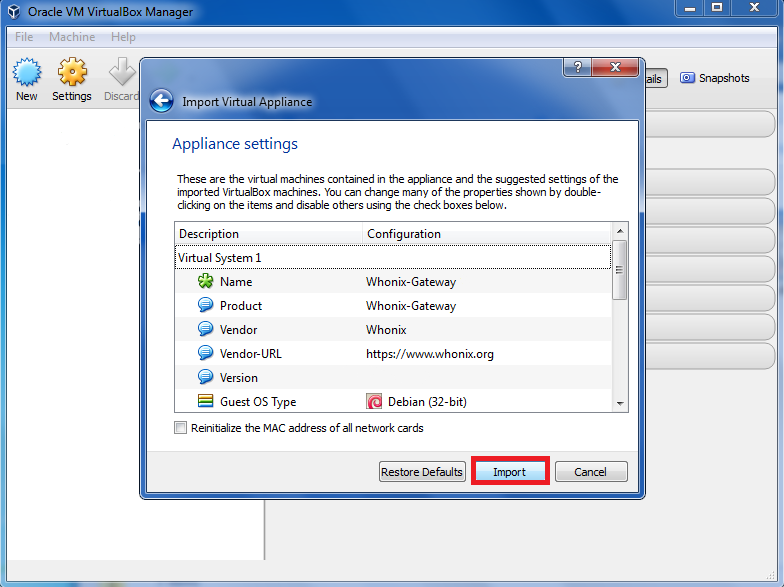 Oracle VM VirtualBox Manager
File Machine Help
New Settings Discard
ails Snapshots
Import Virtual Appliance
Appliance settings
These are the virtual machines contained in the appliance and the suggested settings of the
imported VirtualBox machines. You can change many of the properties shown by double-
clicking on the items and disable others using the check boxes below.
Description Configuration
Virtual System 1
Name Whonix-Gateway
Product Whonix-Gateway
Vendor Whonix
Vendor-URL https://www.whonix.org
Version
Guest OS Type Debian (32-bit)
Reinitialize the MAC address of all network cards
Restore Defaults Import Cancel